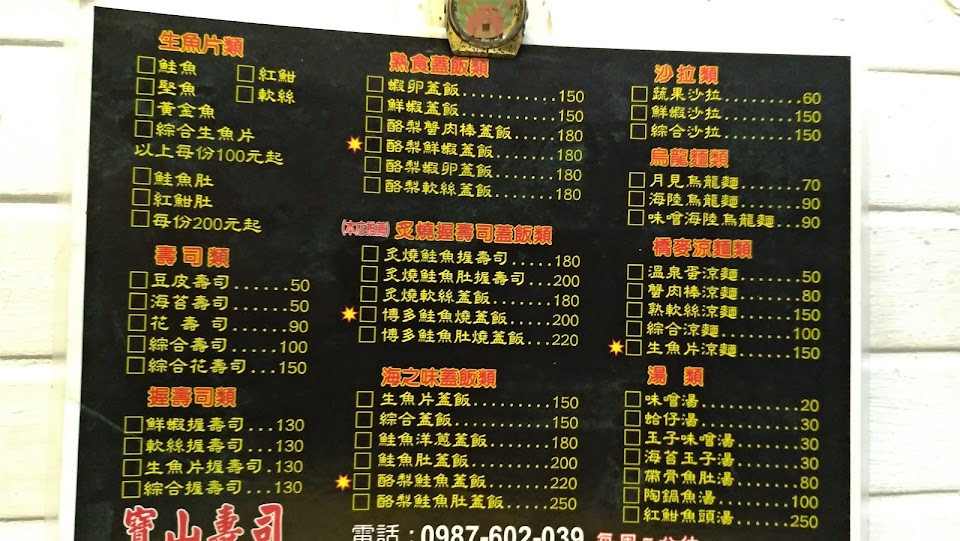 生魚片類
□鮭魚 □紅魽
□堅魚 □軟絲
□黃金魚
□綜合生魚片
以上每份100元起
□鮭魚肚
□紅魽肚
□每份200元起
壽司類
□豆皮壽司......50
□海苔壽司......50
□花 壽 司......90
□綜合壽司.....100
□綜合花壽司...150
握壽司類
□鮮蝦握壽司...130
□軟絲握壽司...130
□生魚片握壽司.130
□綜合握壽司...130
寶山壽司
熟食蓋飯類
□蝦卵蓋飯...........150
□鮮蝦蓋飯...........150
□酪梨蟹肉棒蓋飯.....180
□酪梨鮮蝦蓋飯.......180
□酪梨蝦卵蓋飯.......180
□酪梨軟絲蓋飯.......180
(本店推薦)炙燒握壽司蓋飯類
□炙燒鮭魚握壽司.....180
□炙燒鮭魚肚握壽司...200
□炙燒軟絲蓋飯.......180
□博多鮭魚燒蓋飯.....200
□博多鮭魚肚燒蓋飯...220
海之味蓋飯類
□生魚片蓋飯........150
□綜合蓋飯..........150
□鮭魚洋蔥蓋飯......180
□鮭魚肚蓋飯........200
□酪梨鮭魚蓋飯......220
□酪梨鮭魚肚蓋飯....250
電話:0987-602-039
沙拉類
□蔬果沙拉.........60
□鮮蝦沙拉........150
□綜合沙拉........150
烏龍麵類
□月見烏龍麵.......70
□海陸烏龍麵.......90
□味噌海陸烏龍麵...90
蕎麥涼麵類
□溫泉蛋涼麵.......50
□蟹肉棒涼麵.......80
□熟軟絲涼麵......150
□綜合涼麵........100
□生魚片涼麵......150
湯 類
□味噌湯...........20
□蛤仔湯...........30
□玉子味噌湯.......30
□海苔玉子湯.......30
□帶骨魚肚湯.......80
□陶鍋魚湯........100
□紅魽魚頭湯......250